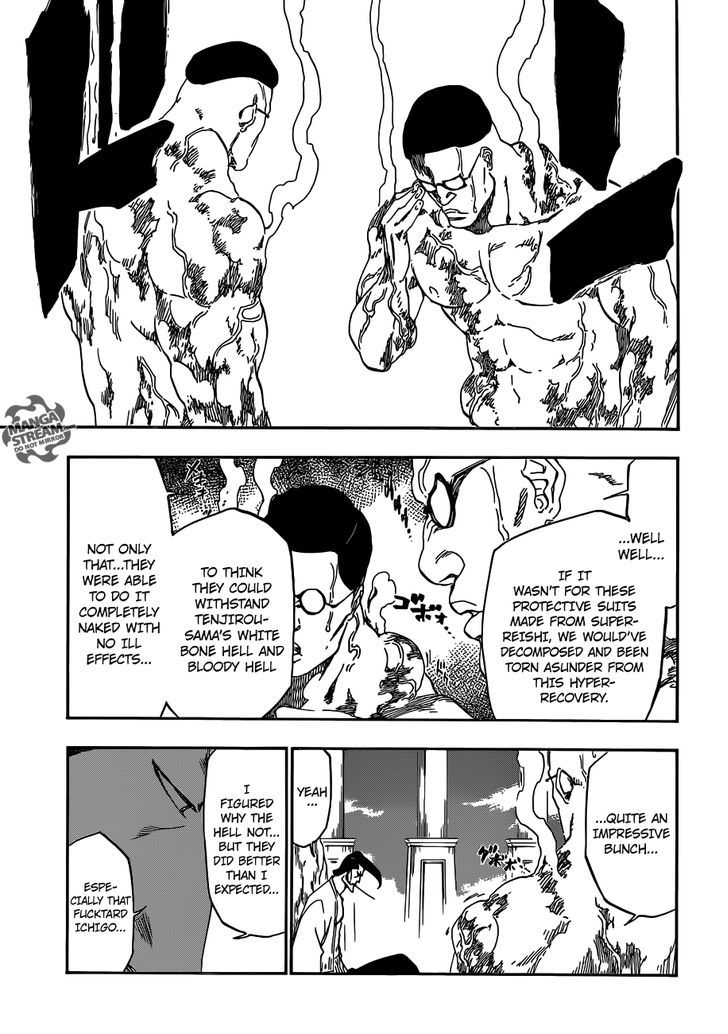 MANGA
STREAM.com
DO NOT MIRROR
...WELL
WELL...
IF IT
WASN'T FOR THESE
PROTECTIVE SUITS
MADE FROM SUPER-
REISHI, WE WOULD'VE
DECOMPOSED AND BEEN
TORN ASUNDER FROM
THIS HYPER-
RECOVERY.
TO THINK
THEY COULD
WITHSTAND
TENJIROU-
SAMA'S WHITE
BONE HELL AND
BLOODY HELL
NOT ONLY
THAT...THEY
WERE ABLE
TO DO IT
COMPLETELY
NAKED WITH
NO ILL
EFFECTS...
...QUITE AN
IMPRESSIVE
BUNCH...
YEAH
...
I
FIGURED
WHY THE
HELL NOT...
BUT THEY
DID BETTER
THAN I
EXPECTED...
ESPE-
CIALLY THAT
FUCKTARD
ICHIGO...